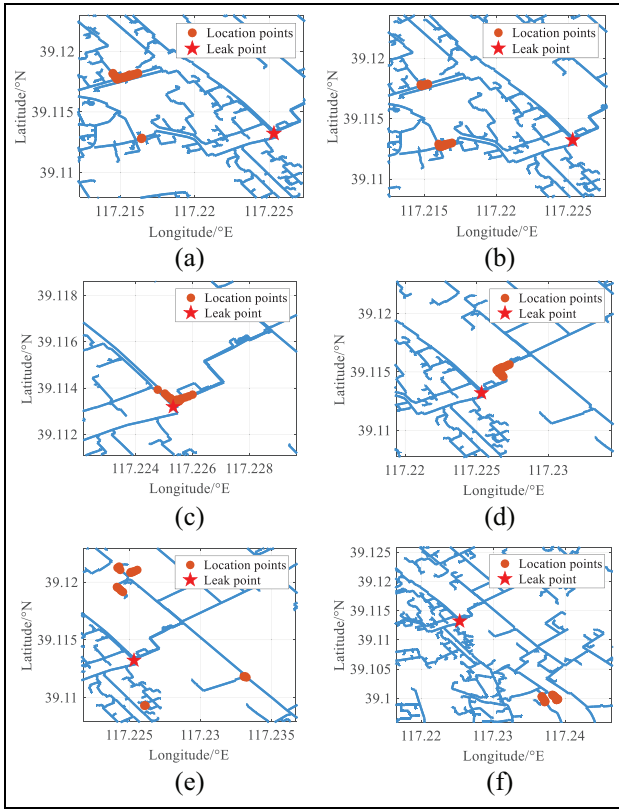 Location points
Leak point
39.12
39.115
39.11
Latitude/°N
117.215 117.22 117.225
Longitude/°E
(a)
Location points
Leak point
39.12
39.115
39.11
Latitude/°N
117.215 117.22 117.225
Longitude/°E
(b)
Location points
Leak point
39.116
39.114
39.112
Latitude/°N
117.224 117.226 117.228
Longitude/°E
(c)
Location points
Leak point
39.12
39.115
39.11
Latitude/°N
117.22 117.225 117.23
Longitude/°E
(d)
Location points
Leak point
39.12
39.115
39.11
Latitude/°N
117.225 117.23 117.235
Longitude/°E
(e)
Location points
Leak point
39.125
39.12
39.115
39.11
39.105
39.1
Latitude/°N
117.22 117.23 117.24
Longitude/°E
(f)